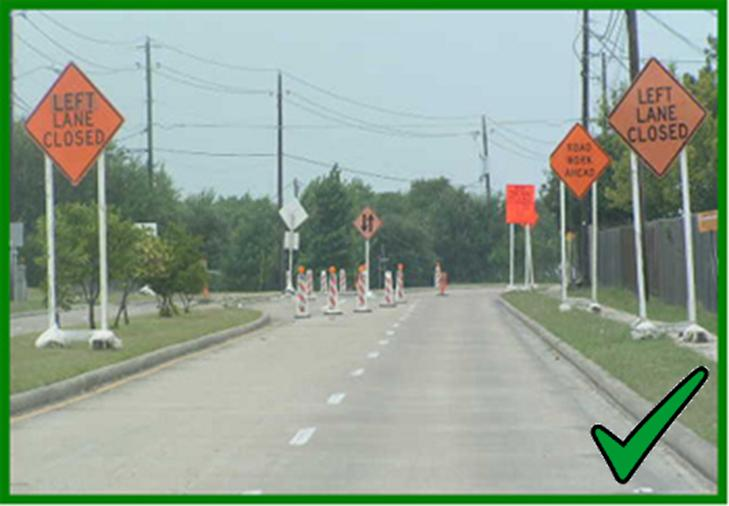 LEFT
LANE
CLOSED
ROAD
WORK
AHEAD
LEFT
LANE
CLOSED